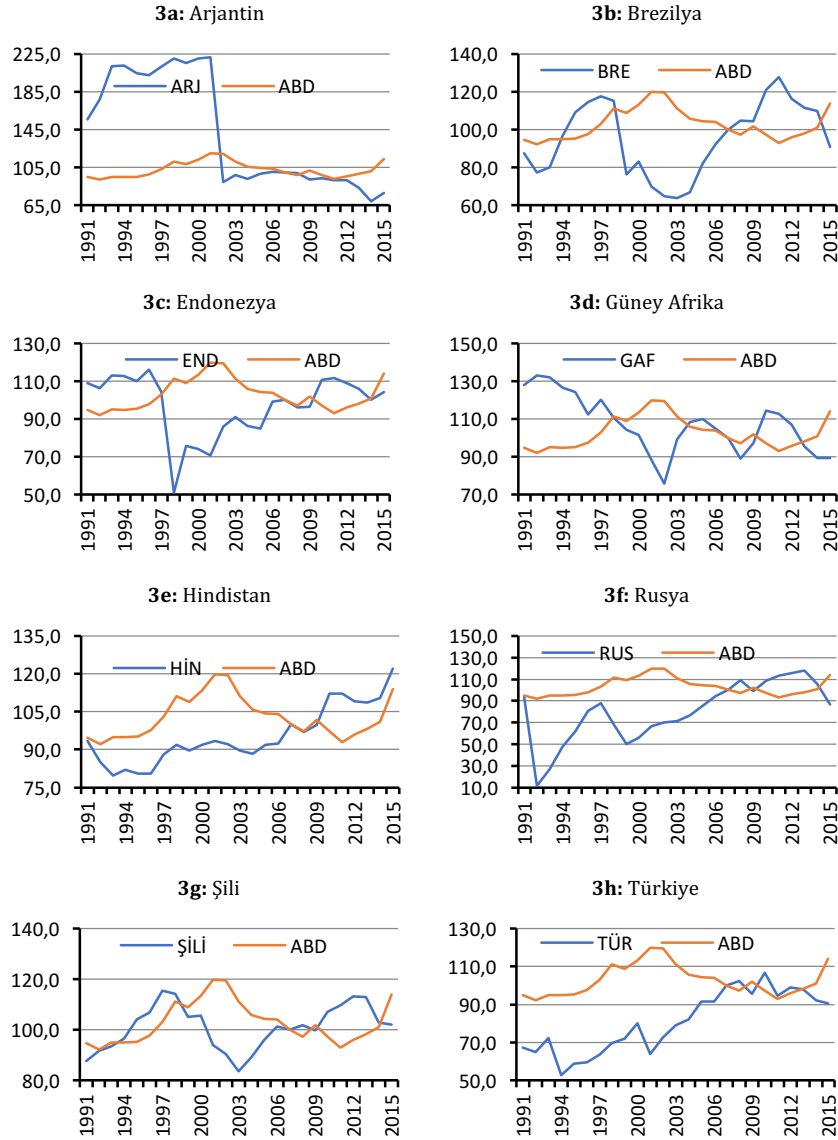 3a: Arjantin
225,0
185,0
145,0
105,0
65,0
ARJ ABD
1991 1994 1997 2000 2003 2006 2009 2012 2015
3b: Brezilya
140,0
120,0
100,0
80,0
60,0
BRE ABD
1991 1994 1997 2000 2003 2006 2009 2012 2015
3c: Endonezya
130,0
110,0
90,0
70,0
50,0
END ABD
1991 1994 1997 2000 2003 2006 2009 2012 2015
3d: Güney Afrika
150,0
130,0
110,0
90,0
70,0
GAF ABD
1991 1994 1997 2000 2003 2006 2009 2012 2015
3e: Hindistan
135,0
120,0
105,0
90,0
75,0
HİN ABD
1991 1994 1997 2000 2003 2006 2009 2012 2015
3f: Rusya
150,0
130,0
110,0
90,0
70,0
50,0
30,0
10,0
RUS ABD
1991 1994 1997 2000 2003 2006 2009 2012 2015
3g: Şili
140,0
120,0
100,0
80,0
ŞİLİ ABD
1991 1994 1997 2000 2003 2006 2009 2012 2015
3h: Türkiye
130,0
110,0
90,0
70,0
50,0
TÜR ABD
1991 1994 1997 2000 2003 2006 2009 2012 2015